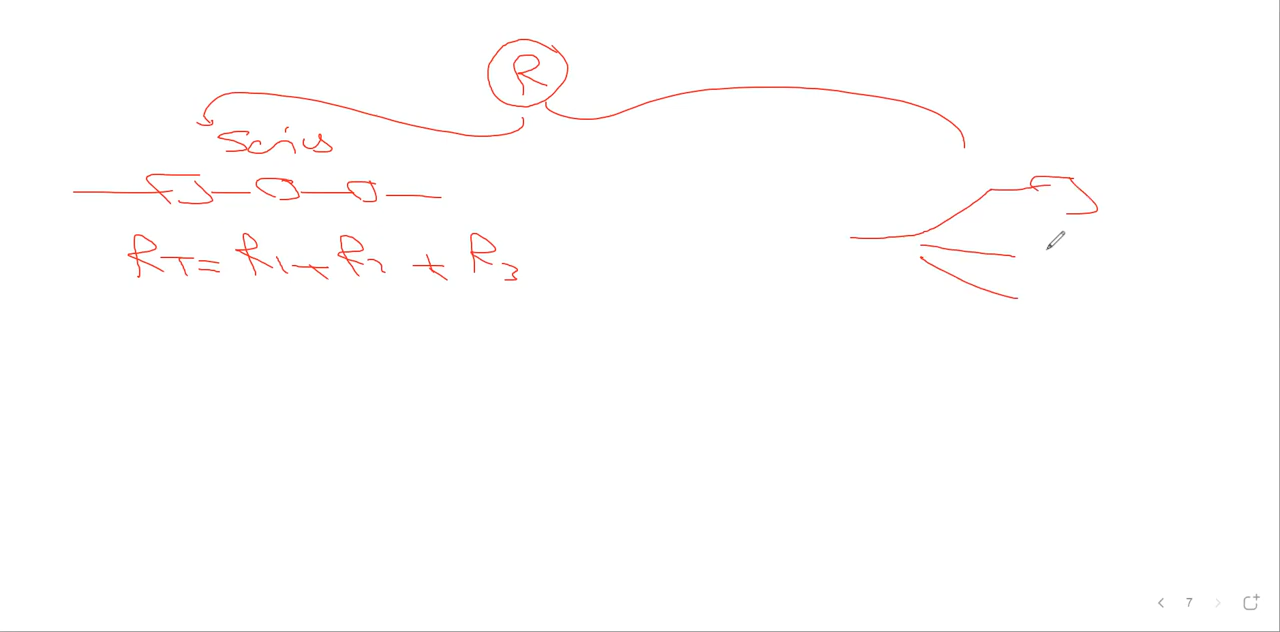 R
Series
RT = R1 + R2 + R3
7